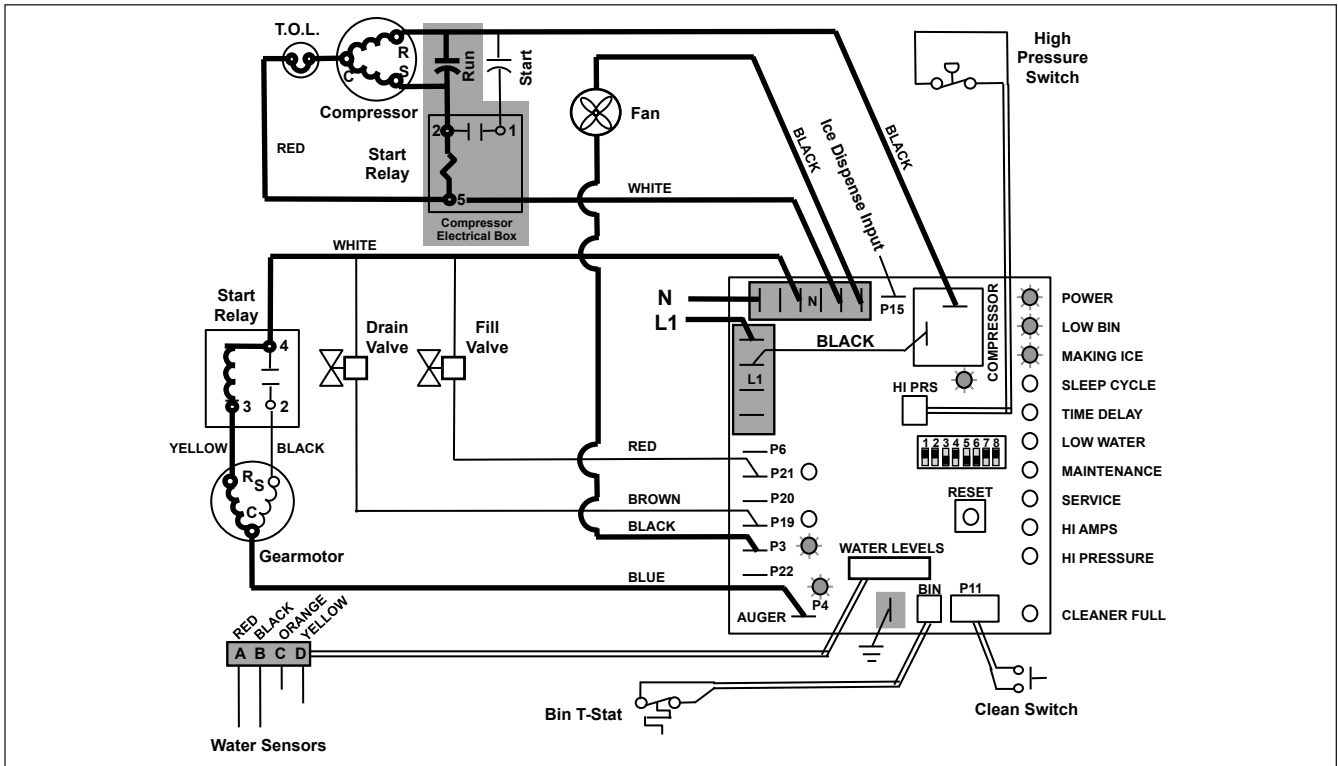 T.O.L.
R
S
C
Compressor
Run
Start
RED
2
1
Start
Relay
5
Compressor
Electrical Box
WHITE
Fan
BLACK
Ice Dispense Input
BLACK
High
Pressure
Switch
WHITE
Start
Relay
4
3
2
YELLOW
BLACK
R
S
C
Gearmotor
Drain
Valve
Fill
Valve
N
L1
N
P15
BLACK
L1
COMPRESSOR
HI PRS
1 2 3 4 5 6 7 8
RESET
POWER
LOW BIN
MAKING ICE
SLEEP CYCLE
TIME DELAY
LOW WATER
MAINTENANCE
SERVICE
HI AMPS
HI PRESSURE
CLEANER FULL
RED
P6
P21
BROWN
P20
P19
BLACK
P3
P22
BLUE
P4
AUGER
WATER LEVELS
BIN
P11
RED
BLACK
ORANGE
YELLOW
A B C D
Water Sensors
Bin T-Stat
Clean Switch